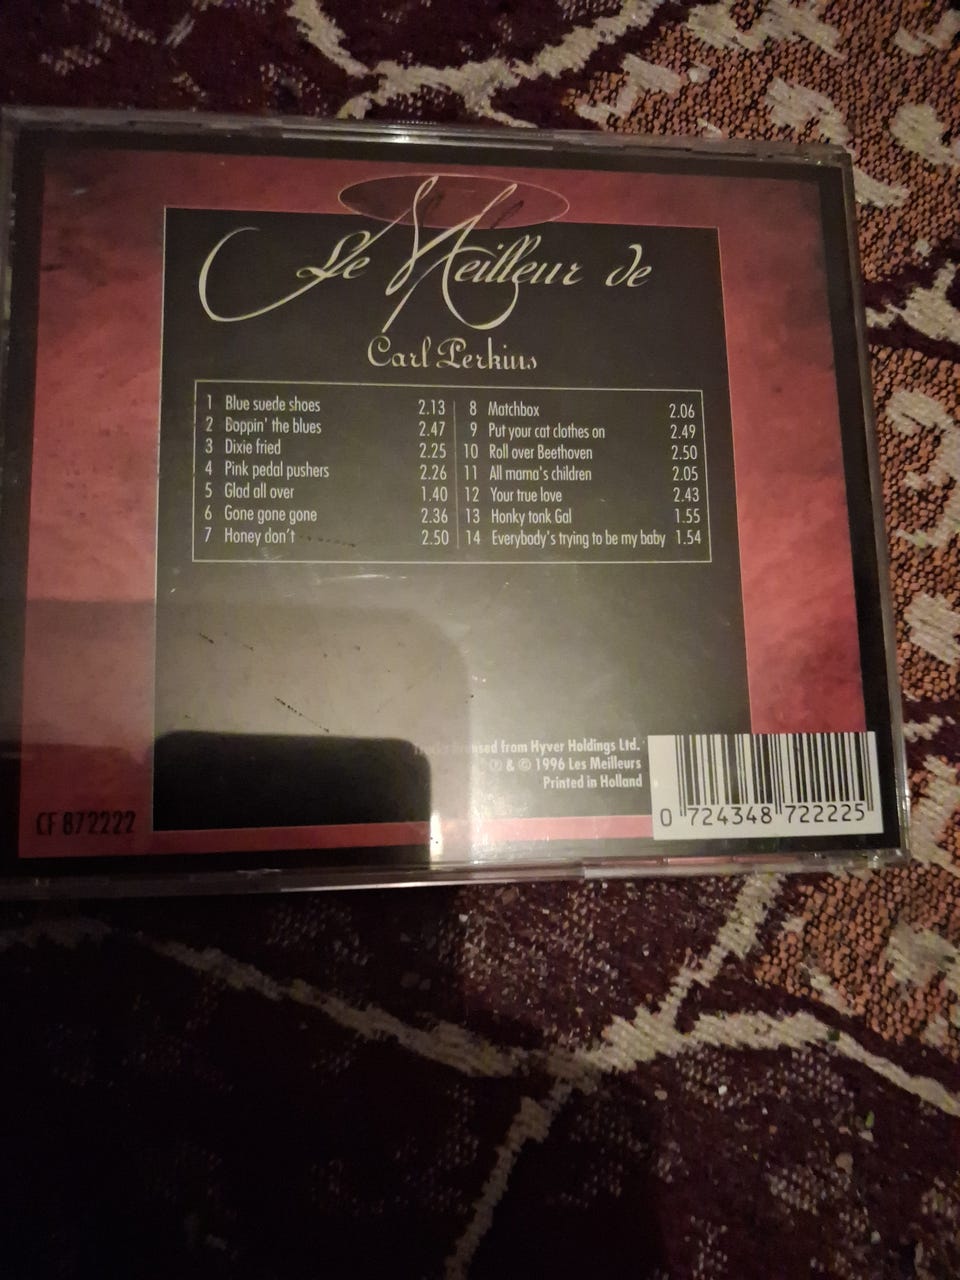 Le Meilleur de
Carl Perkins
1 Blue suede shoes 2.13
2 Boppin' the blues 2.47
3 Dixie fried 2.25
4 Pink pedal pushers 2.26
5 Glad all over 1.40
6 Gone gone gone 2.36
7 Honey don't 2.50
8 Matchbox 2.06
9 Put your cat clothes on 2.49
10 Roll over Beethoven 2.50
11 All mama's children 2.05
12 Your true love 2.43
13 Honky tonk Gal 1.55
14 Everybody's trying to be my baby 1.54
Tracks licensed from Hyver Holdings Ltd.
℗ & © 1996 Les Meilleurs
Printed in Holland
CF 872222
0 724348 722225